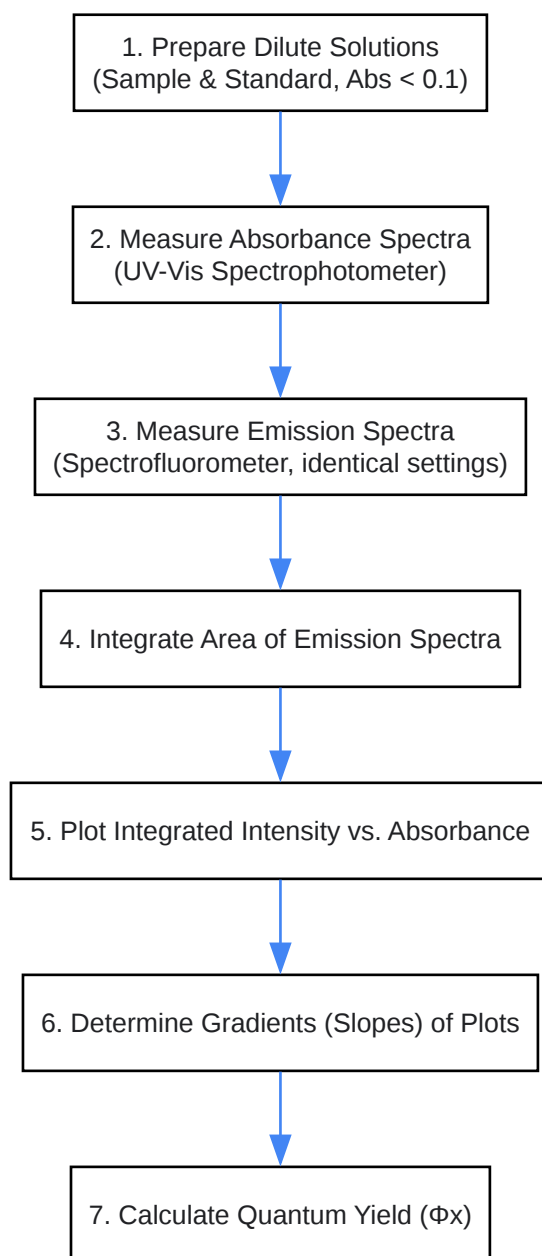 1. Prepare Dilute Solutions
(Sample & Standard, Abs < 0.1)
2. Measure Absorbance Spectra
(UV-Vis Spectrophotometer)
3. Measure Emission Spectra
(Spectrofluorometer, identical settings)
4. Integrate Area of Emission Spectra
5. Plot Integrated Intensity vs. Absorbance
6. Determine Gradients (Slopes) of Plots
7. Calculate Quantum Yield (Φx)